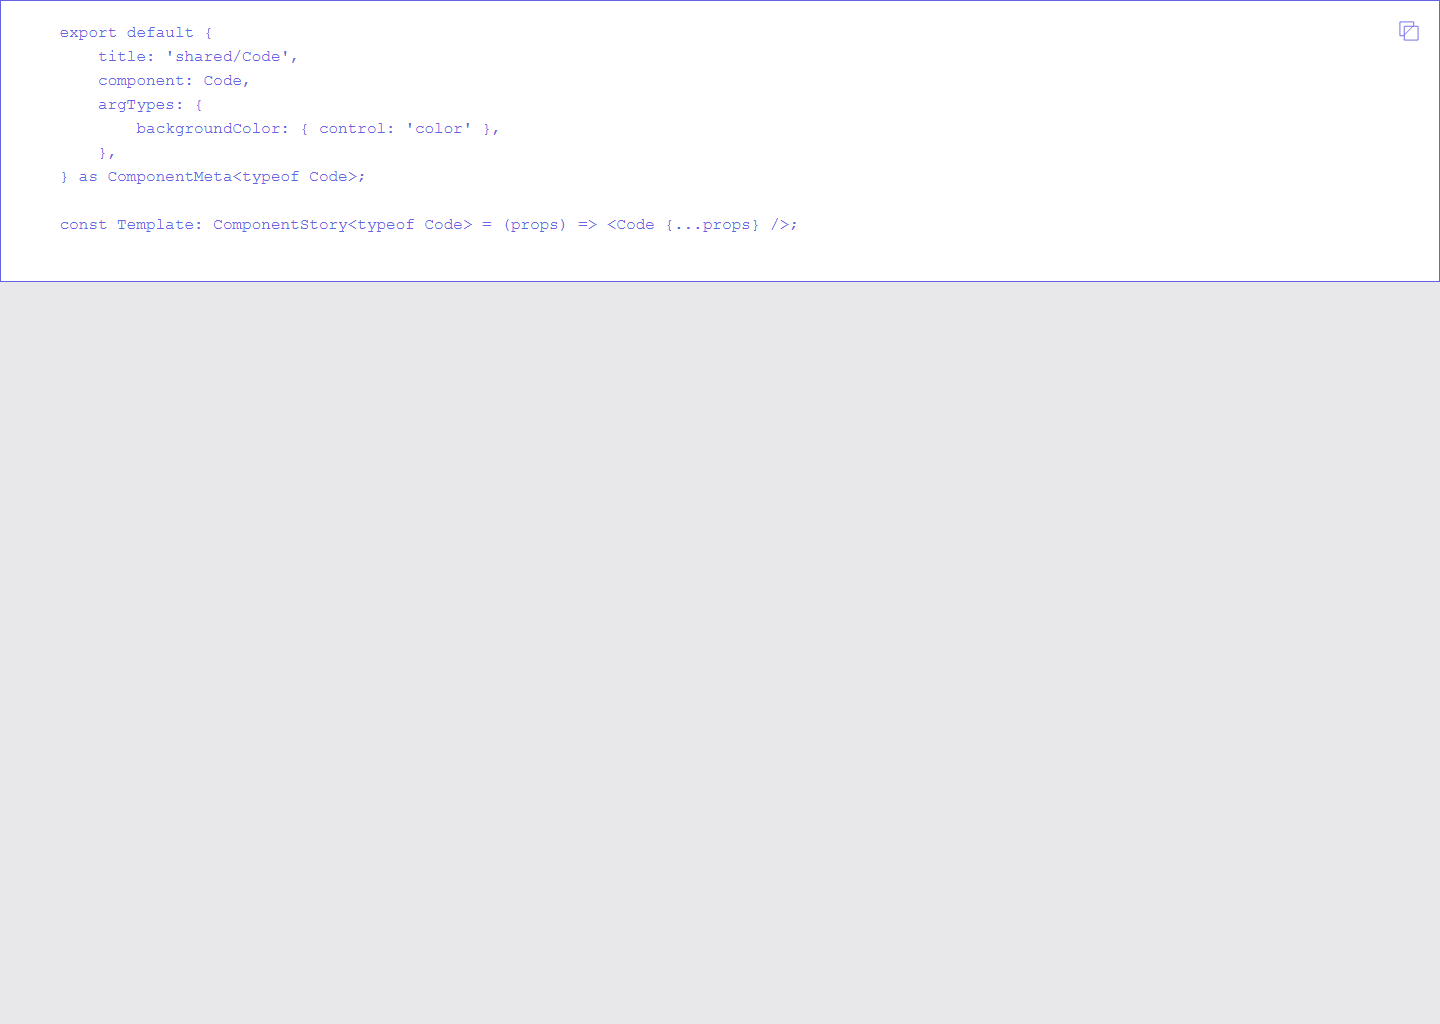 export default {
    title: 'shared/Code',
    component: Code,
    argTypes: {
        backgroundColor: { control: 'color' },
    },
} as ComponentMeta<typeof Code>;

const Template: ComponentStory<typeof Code> = (props) => <Code {...props} />;